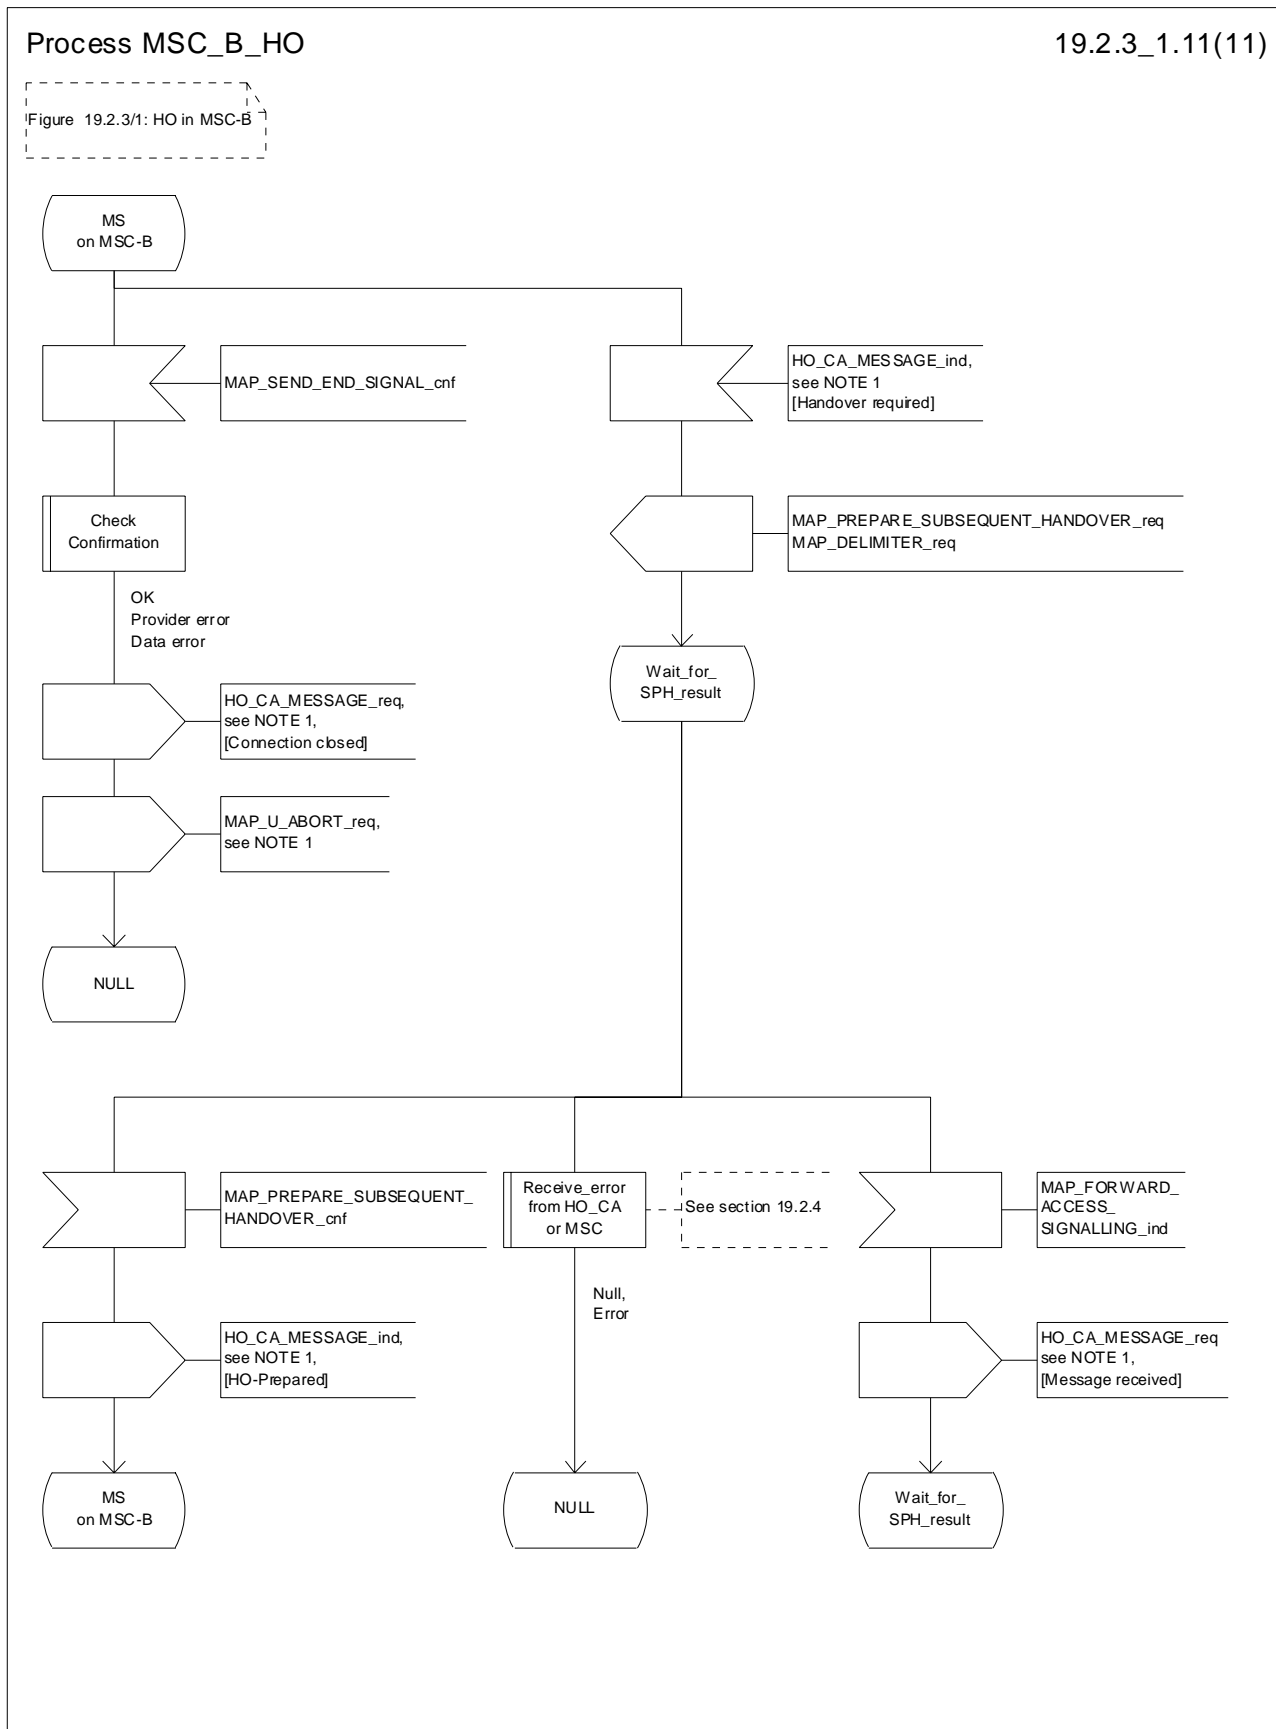 Process MSC_B_HO
19.2.3_1.11(11)
Figure 19.2.3/1: HO in MSC-B
MS
on MSC-B
MAP_SEND_END_SIGNAL_cnf
HO_CA_MESSAGE_ind,
see NOTE 1
[Handover required]
Check
Confirmation
MAP_PREPARE_SUBSEQUENT_HANDOVER_req
MAP_DELIMITER_req
OK
Provider error
Data error
Wait_for_
SPH_result
HO_CA_MESSAGE_req,
see NOTE 1,
[Connection closed]
MAP_U_ABORT_req,
see NOTE 1
NULL
MAP_PREPARE_SUBSEQUENT_
HANDOVER_cnf
Receive_error
from HO_CA
or MSC
See section 19.2.4
MAP_FORWARD_
ACCESS_
SIGNALLING_ind
Null,
Error
HO_CA_MESSAGE_ind,
see NOTE 1,
[HO-Prepared]
HO_CA_MESSAGE_req
see NOTE 1,
[Message received]
MS
on MSC-B
NULL
Wait_for_
SPH_result